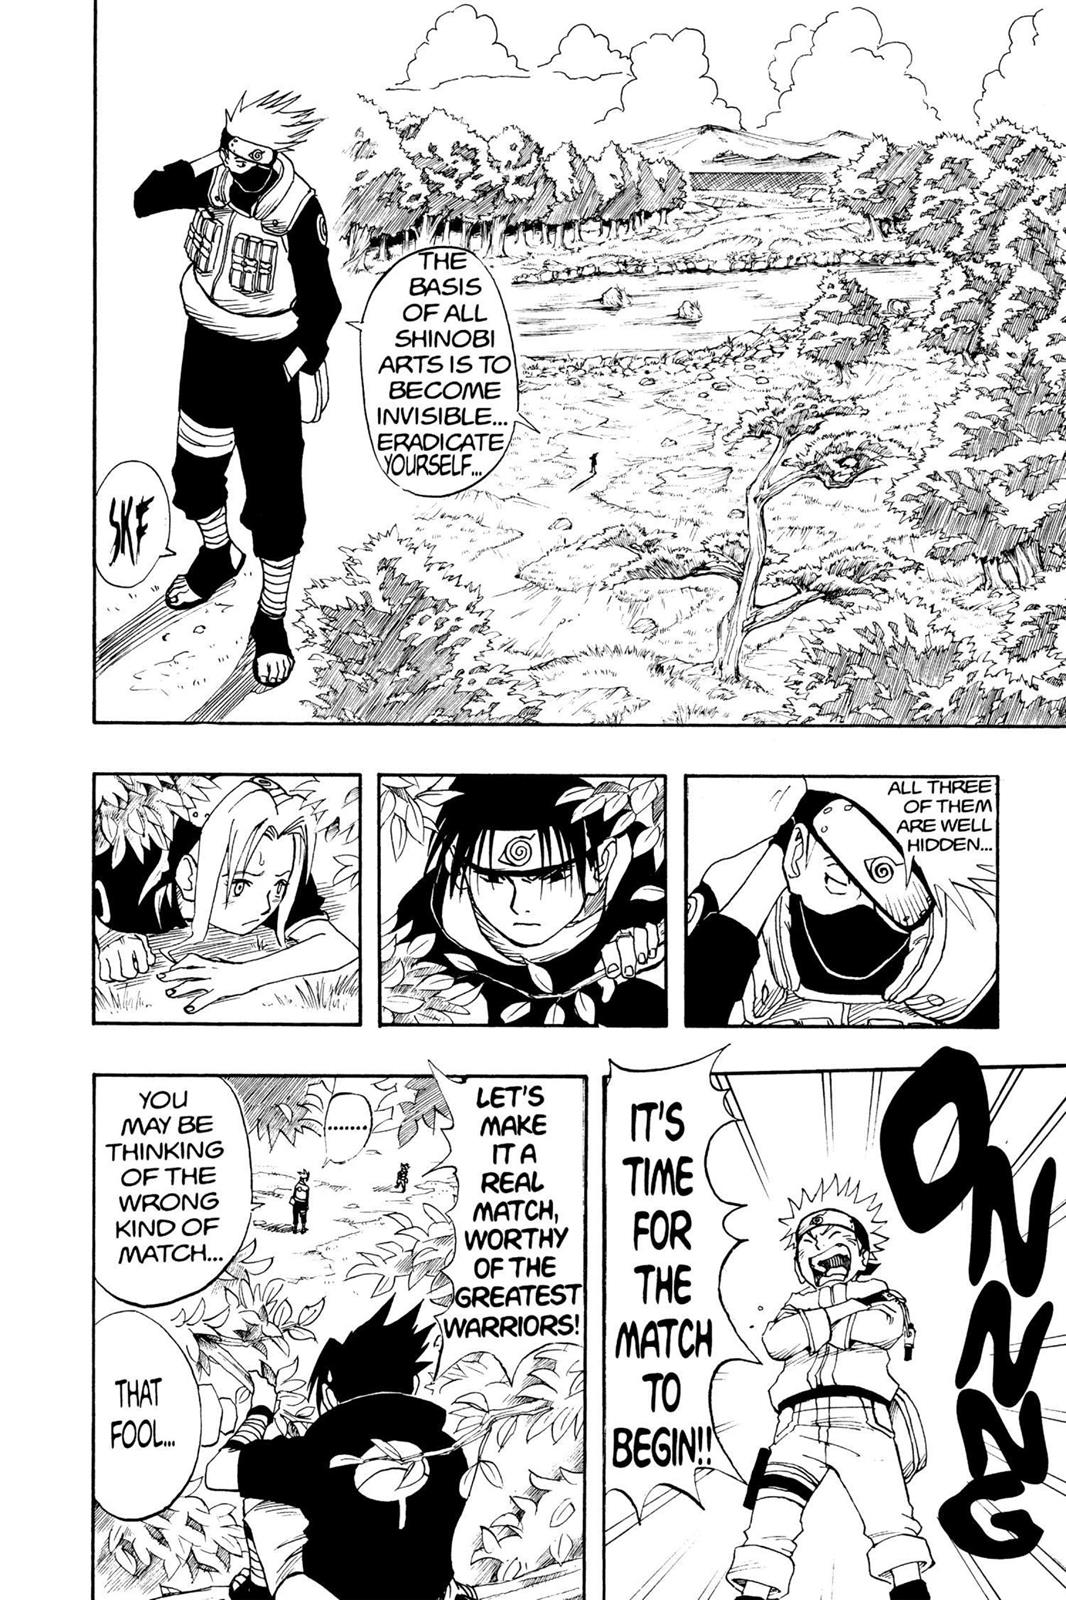 THE
BASIS
OF ALL
SHINOBI
ARTS IS TO
BECOME
INVISIBLE...
ERADICATE
YOURSELF...
SKF
ALL THREE
OF THEM
ARE WELL
HIDDEN...
ONNNNG
IT'S
TIME
FOR
THE
MATCH
TO
BEGIN!!
LET'S
MAKE
IT A
REAL
MATCH,
WORTHY
OF THE
GREATEST
WARRIORS!
.......
YOU
MAY BE
THINKING
OF THE
WRONG
KIND OF
MATCH...
THAT
FOOL...